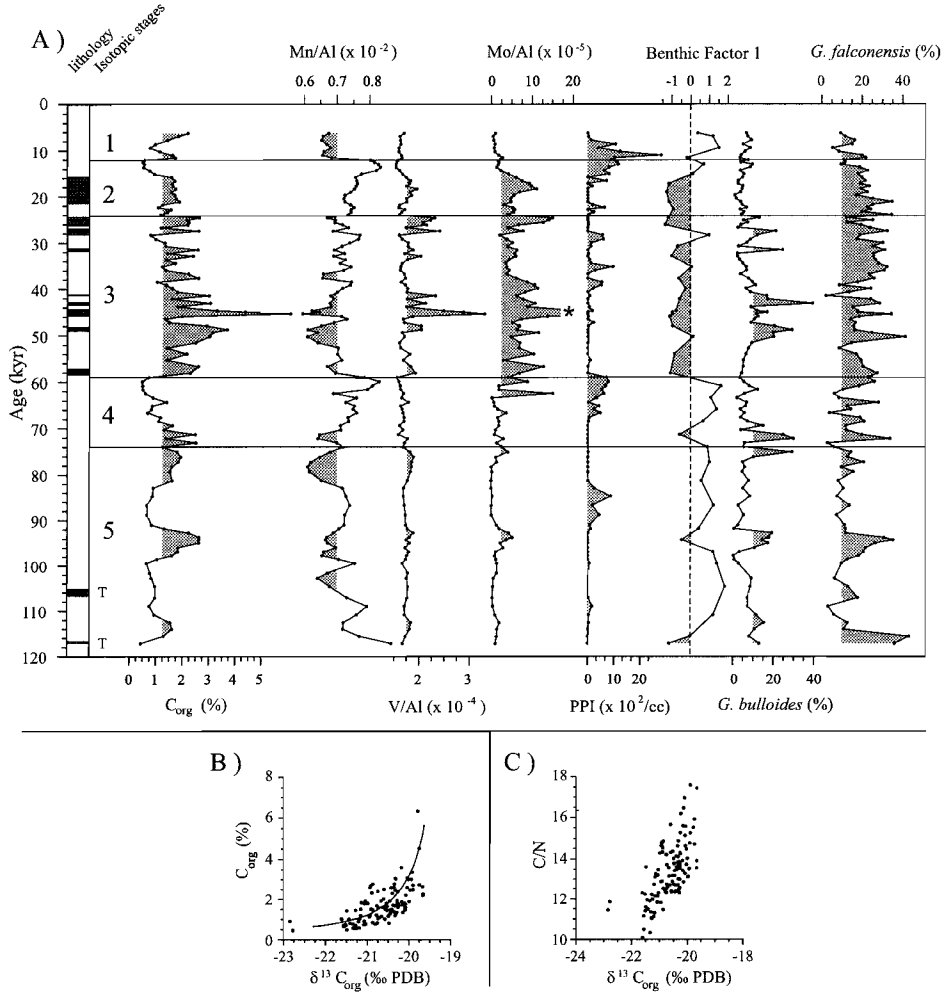 A)
lithology
Isotopic stages
Mn/Al (x 10-2)
Mo/Al (x 10-5)
Benthic Factor 1
G. falconensis (%)
0.6 0.7 0.8
0 10 20
-1 0 1 2
0 20 40
Age (kyr)
0
10
20
30
40
50
60
70
80
90
100
110
120
1
2
3
4
5
T
T
*
0 1 2 3 4 5
2 3
0 10 20
0 20 40
Corg (%)
V/Al (x 10-4)
PPI (x 102/cc)
G. bulloides (%)
B)
Corg (%)
8
6
4
2
0
-23 -22 -21 -20 -19
δ13 Corg (‰ PDB)
C)
C/N
18
16
14
12
10
-24 -22 -20 -18
δ13 Corg (‰ PDB)